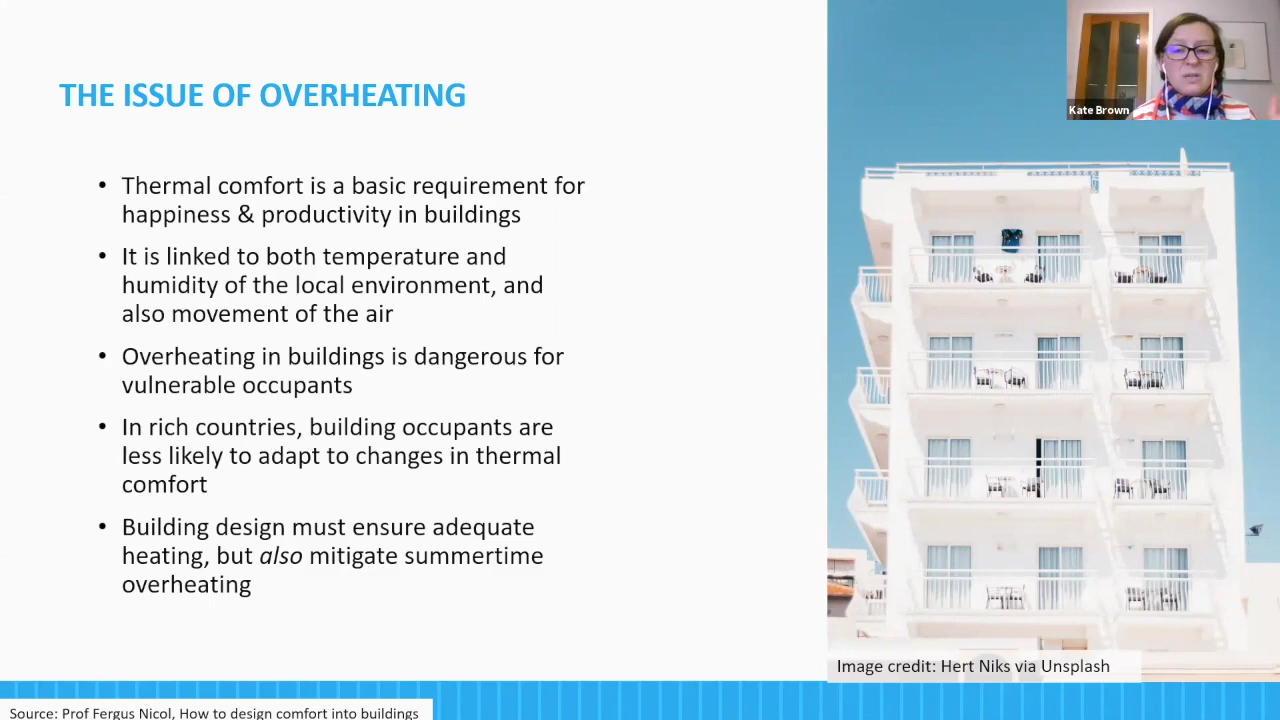 THE ISSUE OF OVERHEATING
Kate Brown
• Thermal comfort is a basic requirement for
happiness & productivity in buildings
• It is linked to both temperature and
humidity of the local environment, and
also movement of the air
• Overheating in buildings is dangerous for
vulnerable occupants
• In rich countries, building occupants are
less likely to adapt to changes in thermal
comfort
• Building design must ensure adequate
heating, but also mitigate summertime
overheating
Image credit: Hert Niks via Unsplash
Source: Prof Fergus Nicol, How to design comfort into buildings